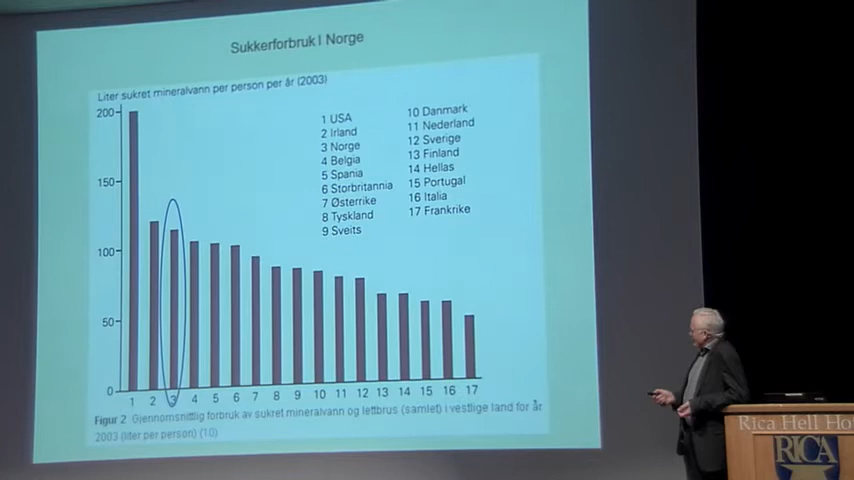 Sukkerforbruk I Norge
Liter sukret mineralvann per person per år (2003)
200
150
100
50
0
1 USA
2 Irland
3 Norge
4 Belgia
5 Spania
6 Storbritannia
7 Østerrike
8 Tyskland
9 Sveits
10 Danmark
11 Nederland
12 Sverige
13 Finland
14 Hellas
15 Portugal
16 Italia
17 Frankrike
1 2 3 4 5 6 7 8 9 10 11 12 13 14 15 16 17
Figur 2 Gjennomsnittlig forbruk av sukret mineralvann og lettbrus (samlet) i vestlige land for år
2003 (liter per person) (10)
Rica Hell Ho
RICA